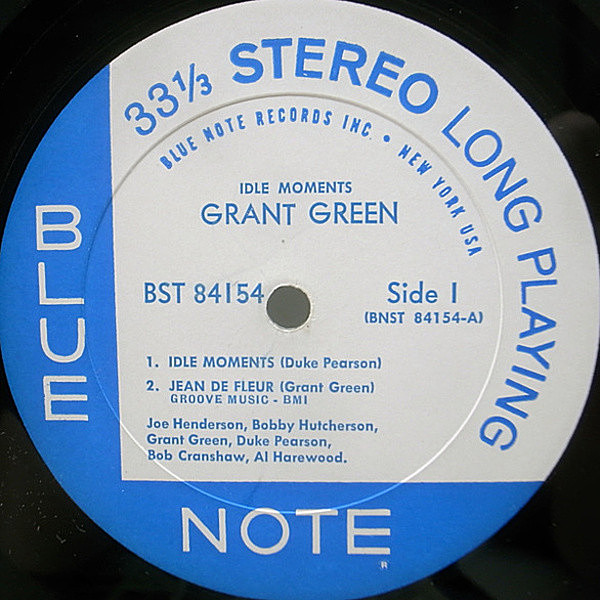 33⅓ STEREO LONG PLAYING
BLUE NOTE RECORDS INC. • NEW YORK USA
IDLE MOMENTS
GRANT GREEN
BST 84154
Side 1
(BNST 84154-A)
1. IDLE MOMENTS (Duke Pearson)
2. JEAN DE FLEUR (Grant Green)
GROOVE MUSIC - BMI
Joe Henderson, Bobby Hutcherson,
Grant Green, Duke Pearson,
Bob Cranshaw, Al Harewood.
BLUE
NOTE
®